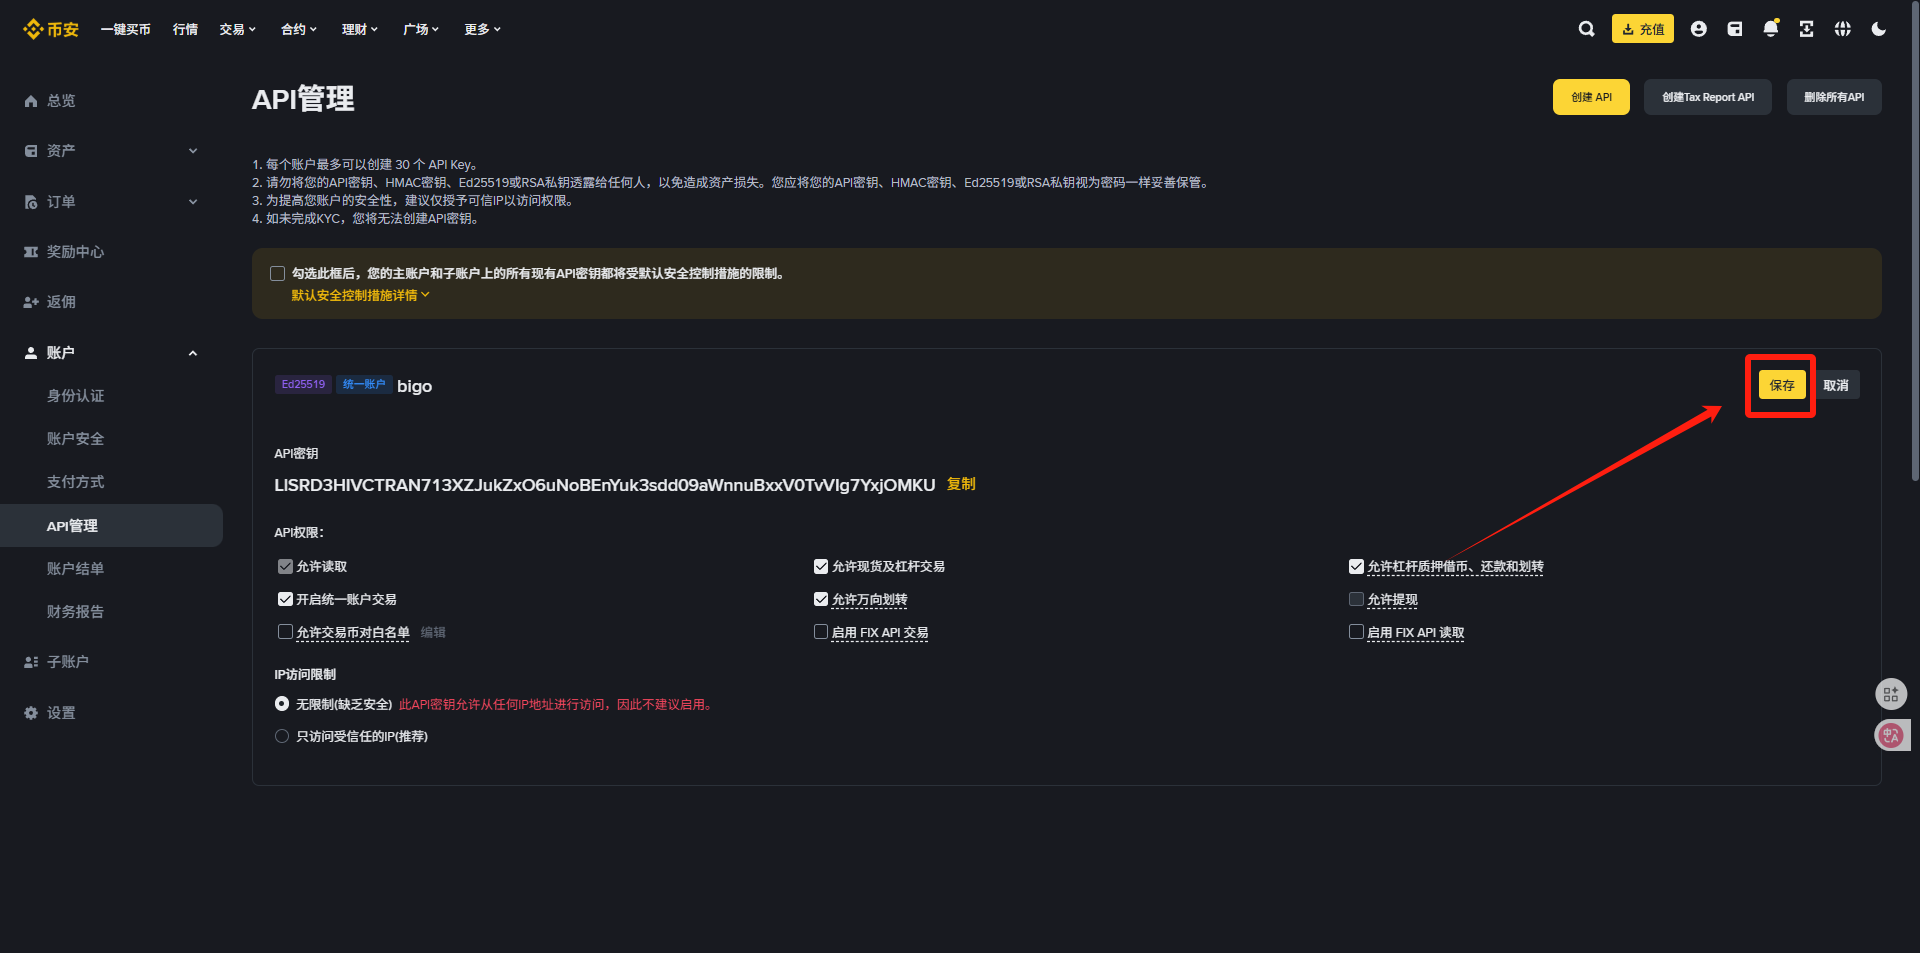 币安 一键买币 行情 交易 合约 理财 广场 更多 充值
总览
资产
订单
奖励中心
返佣
账户
身份认证
账户安全
支付方式
API管理
账户结单
财务报告
子账户
设置
API管理
创建 API 创建Tax Report API 删除所有API
1. 每个账户最多可以创建 30 个 API Key。
2. 请勿将您的API密钥、HMAC密钥、Ed25519或RSA私钥透露给任何人，以免造成资产损失。您应将您的API密钥、HMAC密钥、Ed25519或RSA私钥视为密码一样妥善保管。
3. 为提高您账户的安全性，建议仅授予可信IP以访问权限。
4. 如未完成KYC，您将无法创建API密钥。
勾选此框后，您的主账户和子账户上的所有现有API密钥都将受默认安全控制措施的限制。
默认安全控制措施详情
Ed25519 统一账户 bigo 保存 取消
API密钥
LISRD3HIVCTRAN713XZJukZxO6uNoBEnYuk3sdd09aWnnuBxxV0TvVIg7YxjOMKU 复制
API权限：
允许读取 允许现货及杠杆交易 允许杠杆质押借币、还款和划转
开启统一账户交易 允许万向划转 允许提现
允许交易币对白名单 编辑 启用 FIX API 交易 启用 FIX API 读取
IP访问限制
无限制(缺乏安全) 此API密钥允许从任何IP地址进行访问，因此不建议启用。
只访问受信任的IP(推荐)
中 A